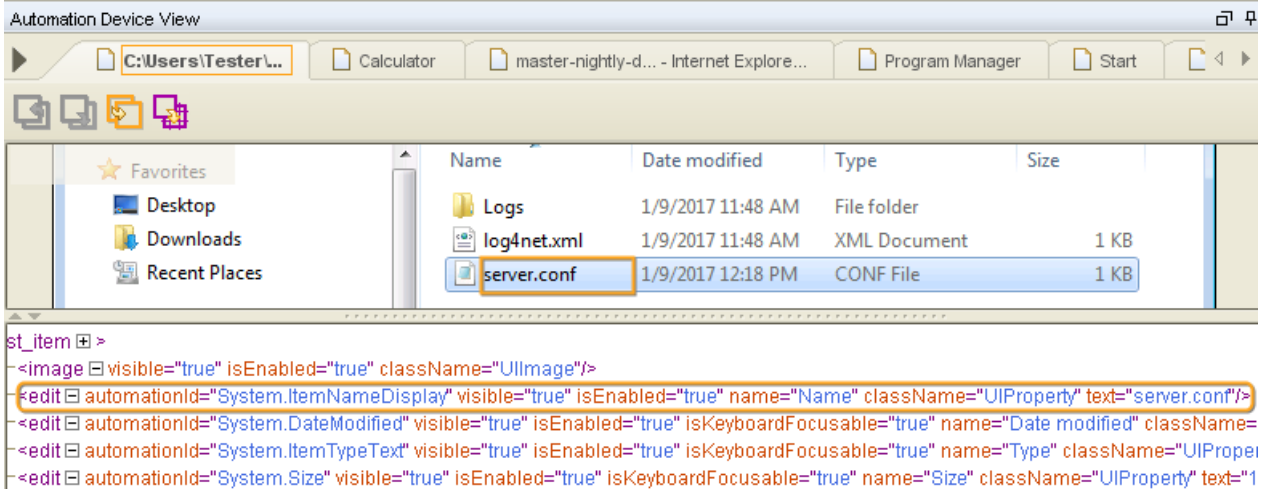 Automation Device View
C:\Users\Tester\... Calculator master-nightly-d... - Internet Explore... Program Manager Start
Favorites Name Date modified Type Size
Desktop Logs 1/9/2017 11:48 AM File folder
Downloads log4net.xml 1/9/2017 11:48 AM XML Document 1 KB
Recent Places server.conf 1/9/2017 12:18 PM CONF File 1 KB
st_item >
<image visible="true" isEnabled="true" className="UIImage"/>
<edit automationId="System.ItemNameDisplay" visible="true" isEnabled="true" name="Name" className="UIProperty" text="server.conf"/>
<edit automationId="System.DateModified" visible="true" isEnabled="true" isKeyboardFocusable="true" name="Date modified" className=
<edit automationId="System.ItemTypeText" visible="true" isEnabled="true" isKeyboardFocusable="true" name="Type" className="UIProper
<edit automationId="System.Size" visible="true" isEnabled="true" isKeyboardFocusable="true" name="Size" className="UIProperty" text="1